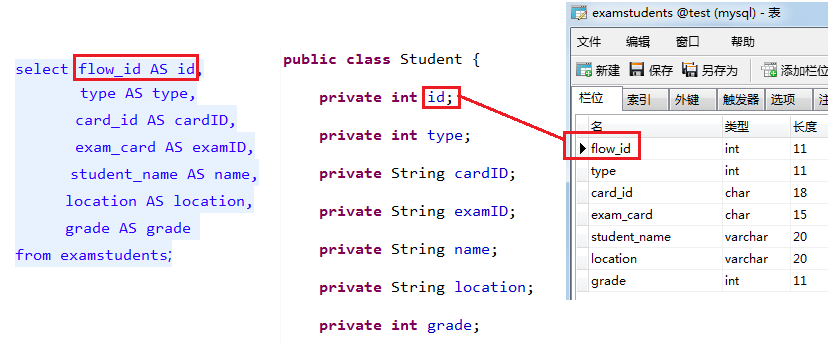 select flow_id AS id,
type AS type,
card_id AS cardID,
exam_card AS examID,
student_name AS name,
location AS location,
grade AS grade
from examstudents;
public class Student {
private int id;
private int type;
private String cardID;
private String examID;
private String name;
private String location;
private int grade;
examstudents @test (mysql) - 表
文件 编辑 窗口 帮助
新建 保存 另存为 添加栏位
栏位 索引 外键 触发器 选项
名 类型 长度
flow_id int 11
type int 11
card_id char 18
exam_card char 15
student_name varchar 20
location varchar 20
grade int 11